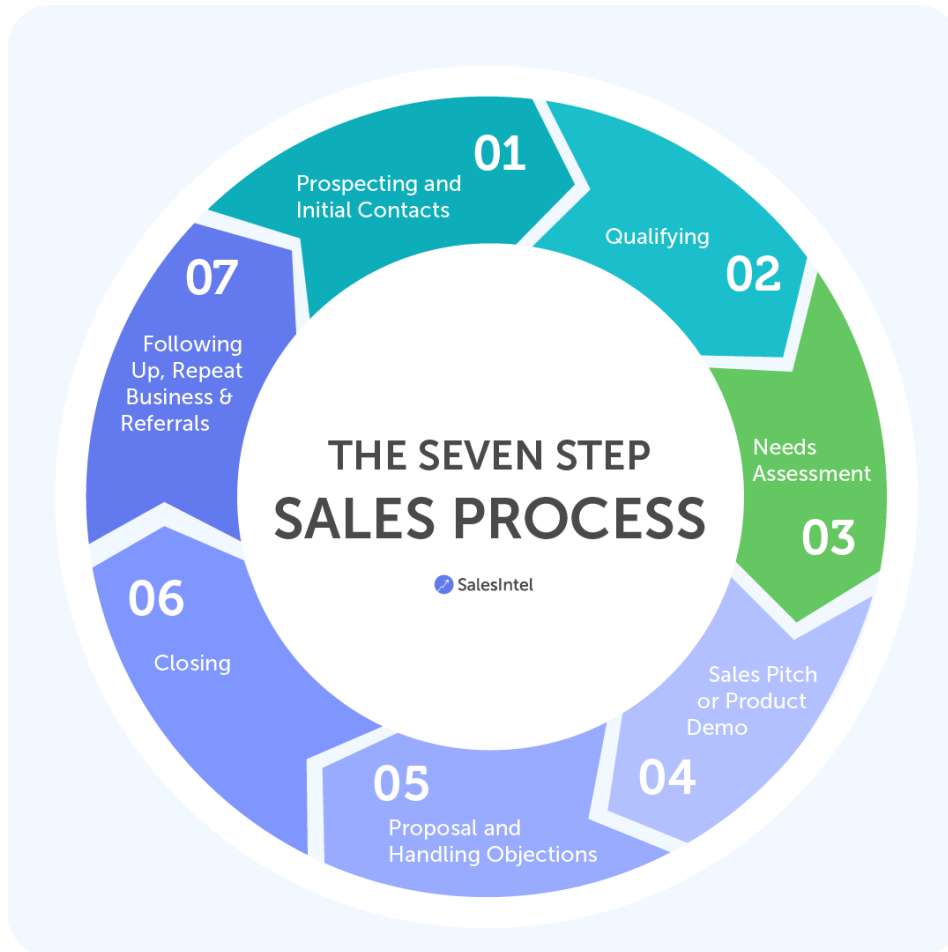 THE SEVEN STEP
SALES PROCESS
SalesIntel
01
Prospecting and
Initial Contacts
Qualifying
02
Needs
Assessment
03
Sales Pitch
or Product
Demo
04
05
Proposal and
Handling Objections
06
Closing
07
Following
Up, Repeat
Business &
Referrals